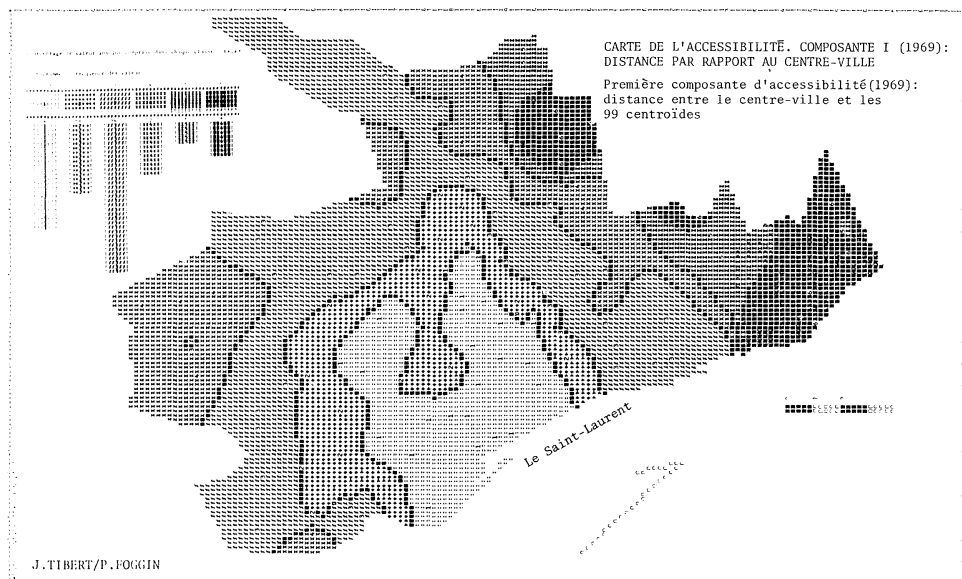 CARTE DE L'ACCESSIBILITÉ. COMPOSANTE I (1969):
DISTANCE PAR RAPPORT AU CENTRE-VILLE
Première composante d'accessibilité(1969):
distance entre le centre-ville et les
99 centroïdes
Le Saint-Laurent
J.TIBERT/P.FOGGIN